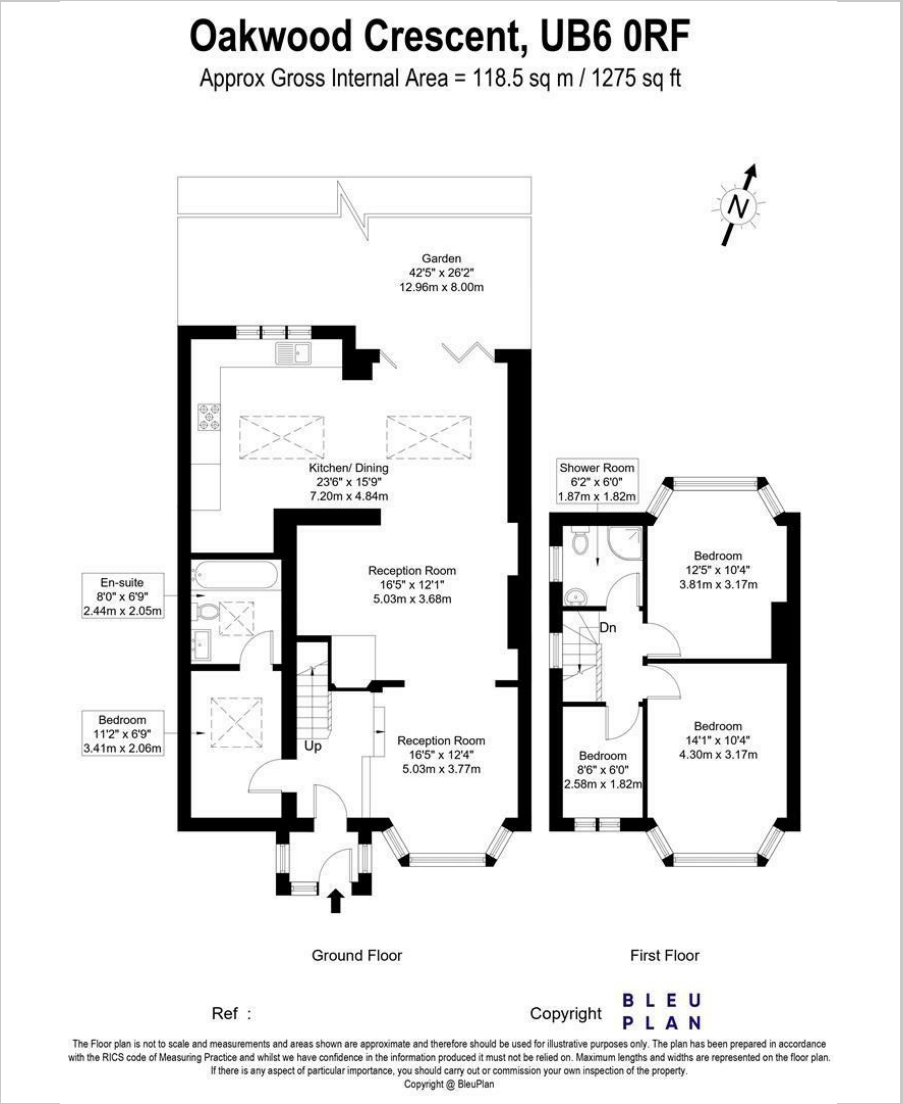 Oakwood Crescent, UB6 0RF
Approx Gross Internal Area = 118.5 sq m / 1275 sq ft
N
Garden
42'5" x 26'2"
12.96m x 8.00m
Kitchen/ Dining
23'6" x 15'9"
7.20m x 4.84m
Reception Room
16'5" x 12'1"
5.03m x 3.68m
En-suite
8'0" x 6'9"
2.44m x 2.05m
Bedroom
11'2" x 6'9"
3.41m x 2.06m
Up
Reception Room
16'5" x 12'4"
5.03m x 3.77m
Shower Room
6'2" x 6'0"
1.87m x 1.82m
Bedroom
12'5" x 10'4"
3.81m x 3.17m
Dn
Bedroom
14'1" x 10'4"
4.30m x 3.17m
Bedroom
8'6" x 6'0"
2.58m x 1.82m
Ground Floor
First Floor
Ref :
Copyright
BLEU
PLAN
The Floor plan is not to scale and measurements and areas shown are approximate and therefore should be used for illustrative purposes only. The plan has been prepared in accordance
with the RICS code of Measuring Practice and whilst we have confidence in the information produced it must not be relied on. Maximum lengths and widths are represented on the floor plan.
If there is any aspect of particular importance, you should carry out or commission your own inspection of the property.
Copyright @ BleuPlan